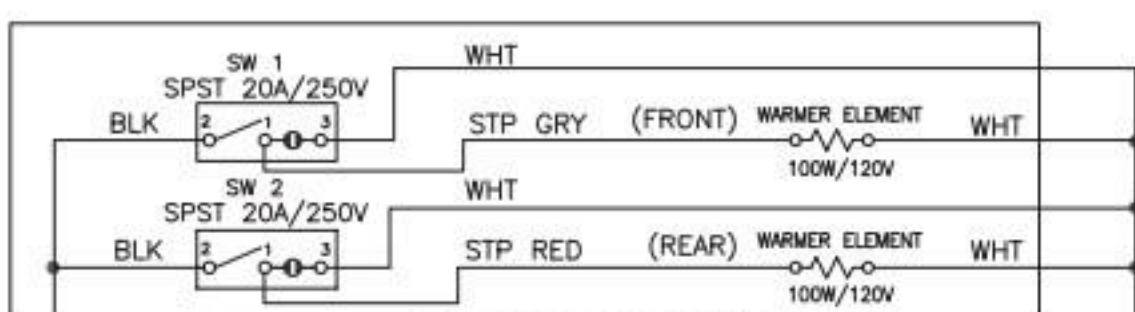 WHT
SW 1
SPST 20A/250V
BLK
2 1 3
STP GRY (FRONT)
WARMER ELEMENT
WHT
100W/120V
SW 2
SPST 20A/250V
WHT
BLK
2 1 3
STP RED (REAR)
WARMER ELEMENT
WHT
100W/120V